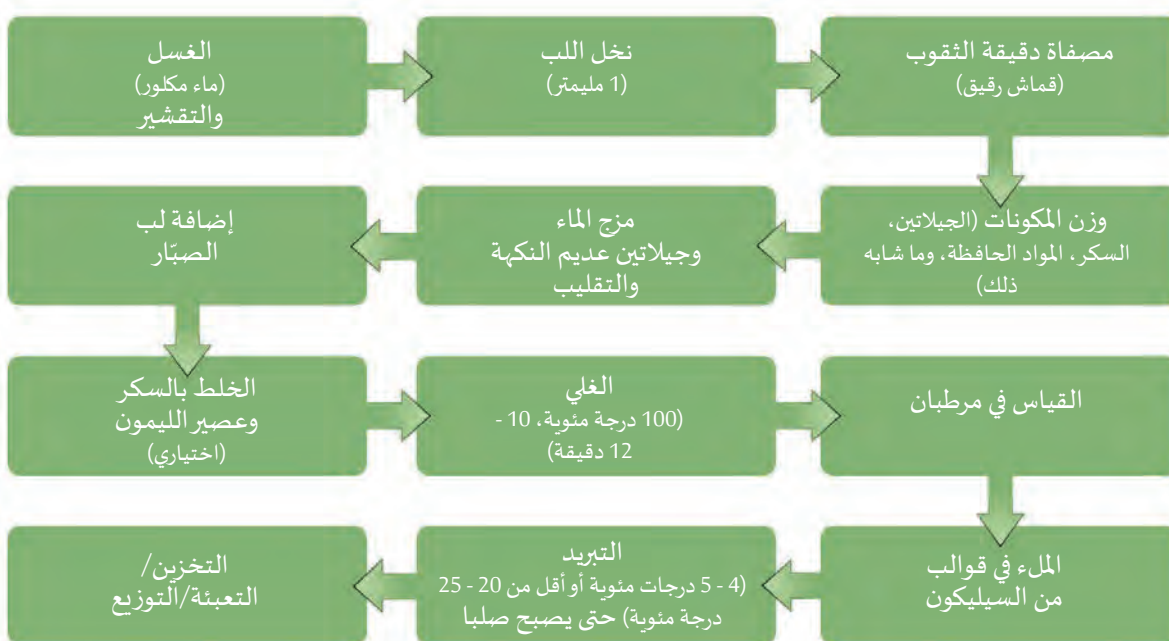 الغسل
(ماء مكلور)
والتقشير
نخل اللب
(1 مليمتر)
مصفاة دقيقة الثقوب
(قماش رقيق)
وزن المكونات (الجيلاتين،
السكر، المواد الحافظة، وما شابه
ذلك)
مزج الماء
وجيلاتين عديم النكهة
والتقليب
إضافة لب
الصبّار
الخلط بالسكر
وعصير الليمون
(اختياري)
الغلي
(100 درجة مئوية، 10 -
12 دقيقة)
القياس في مرطبان
الملء في قوالب
من السيليكون
التبريد
(4 - 5 درجات مئوية أو أقل من 20 - 25
درجة مئوية) حتى يصبح صلبا
التخزين/
التعبئة/التوزيع